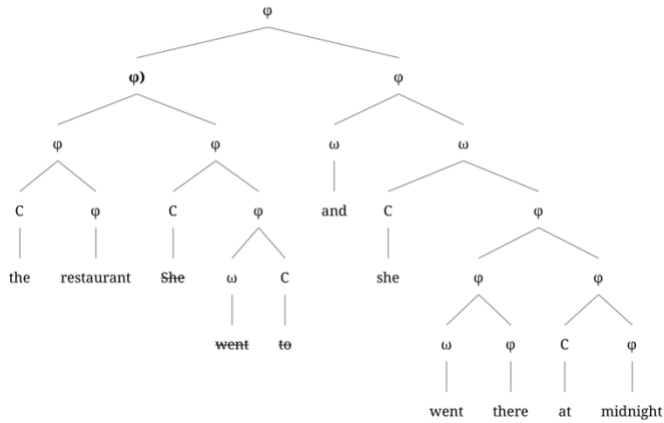 φ
φ) φ
φ φ ω ω
C φ C φ and C φ
the restaurant She ω C she φ φ
went to ω φ C φ
went there at midnight